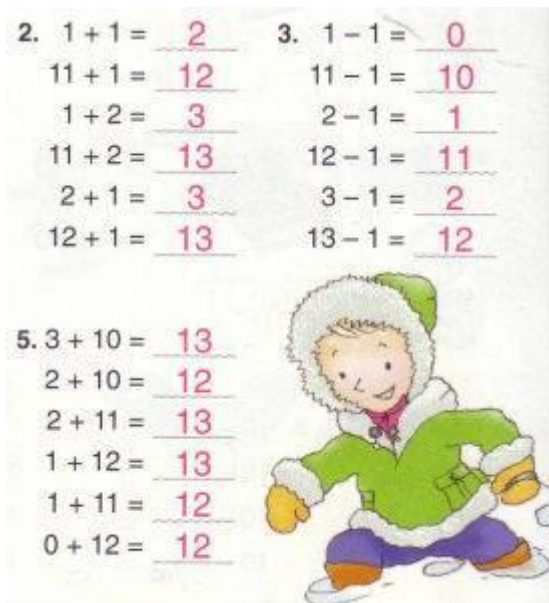 2. 1 + 1 = 2
11 + 1 = 12
1 + 2 = 3
11 + 2 = 13
2 + 1 = 3
12 + 1 = 13
3. 1 – 1 = 0
11 – 1 = 10
2 – 1 = 1
12 – 1 = 11
3 – 1 = 2
13 – 1 = 12
5. 3 + 10 = 13
2 + 10 = 12
2 + 11 = 13
1 + 12 = 13
1 + 11 = 12
0 + 12 = 12